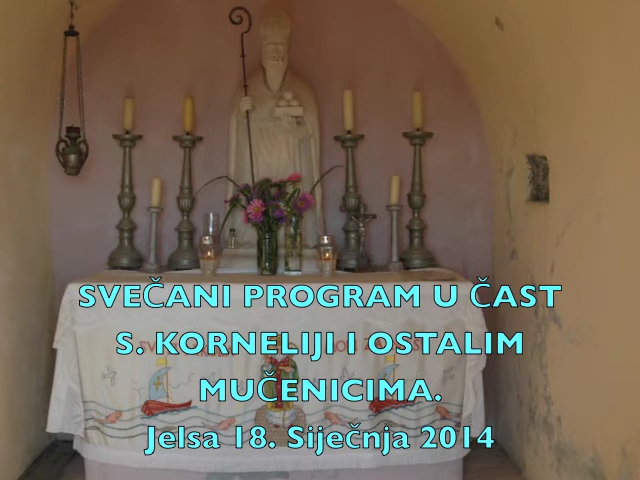 SVEČANI PROGRAM U ČAST
S. KORNELIJI I OSTALIM
MUČENICIMA.
Jelsa 18. Siječnja 2014